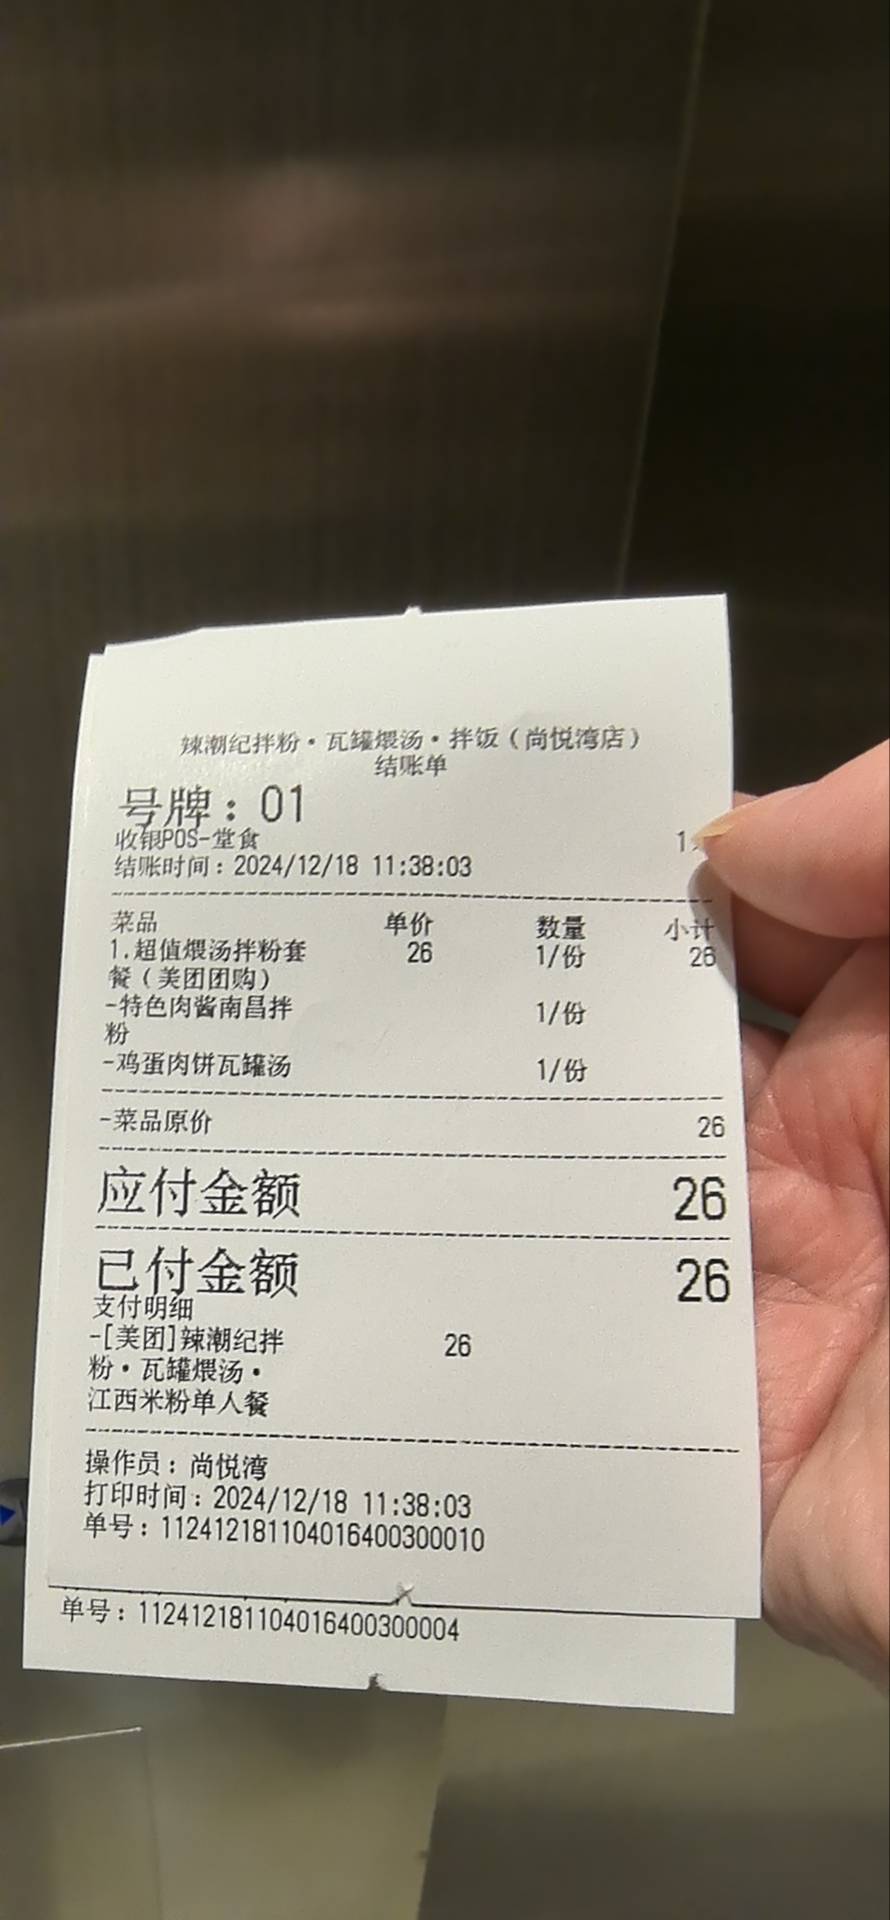 辣潮纪拌粉·瓦罐煨汤·拌饭（尚悦湾店）
结账单
号牌：01
收银POS-堂食 1
结账时间：2024/12/18 11:38:03
菜品 单价 数量 小计
1.超值煨汤拌粉套 26 1/份 26
餐（美团团购）
-特色肉酱南昌拌 1/份
粉
-鸡蛋肉饼瓦罐汤 1/份
-菜品原价 26
应付金额 26
已付金额 26
支付明细
-[美团]辣潮纪拌 26
粉·瓦罐煨汤·
江西米粉单人餐
操作员：尚悦湾
打印时间：2024/12/18 11:38:03
单号：112412181104016400300010
单号：112412181104016400300004